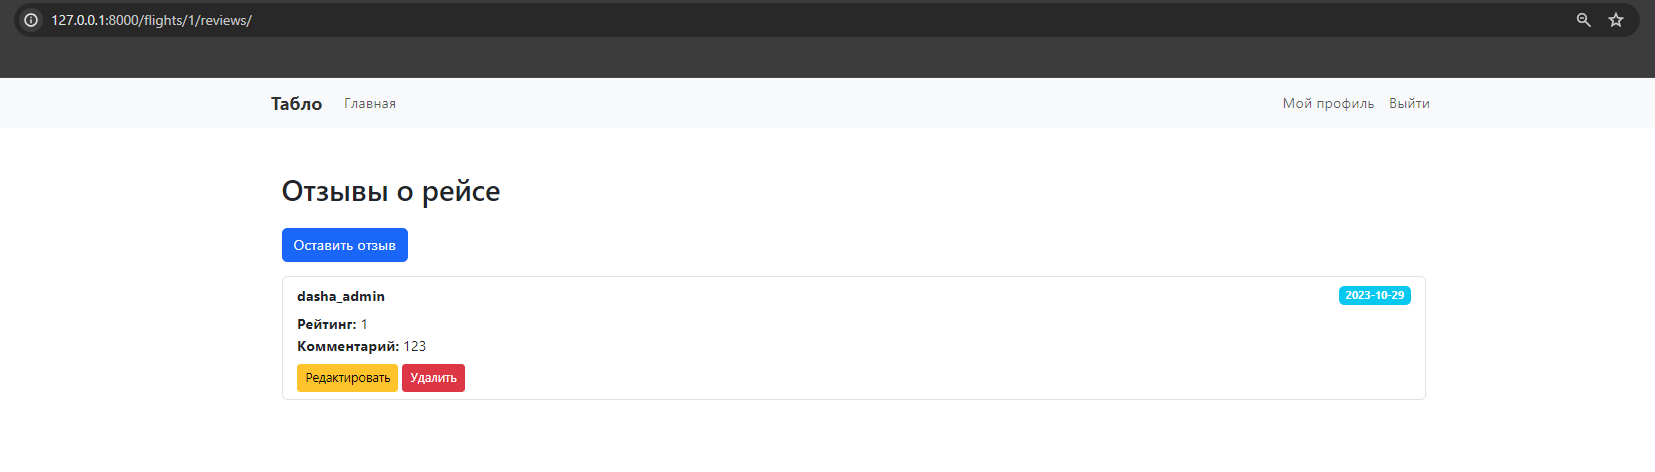 127.0.0.1:8000/flights/1/reviews/
Табло Главная Мой профиль Выйти
Отзывы о рейсе
Оставить отзыв
dasha_admin 2023-10-29
Рейтинг: 1
Комментарий: 123
Редактировать Удалить